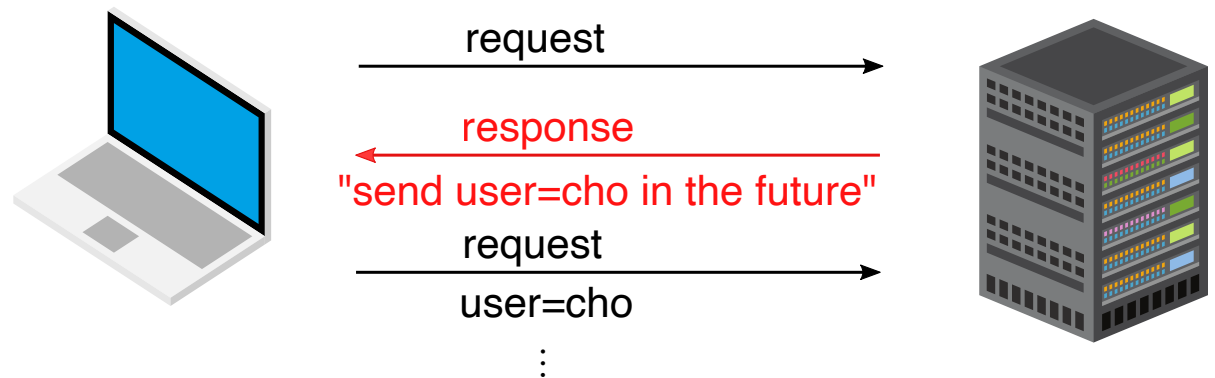 request
response
"send user=cho in the future"
request
user=cho
⋮